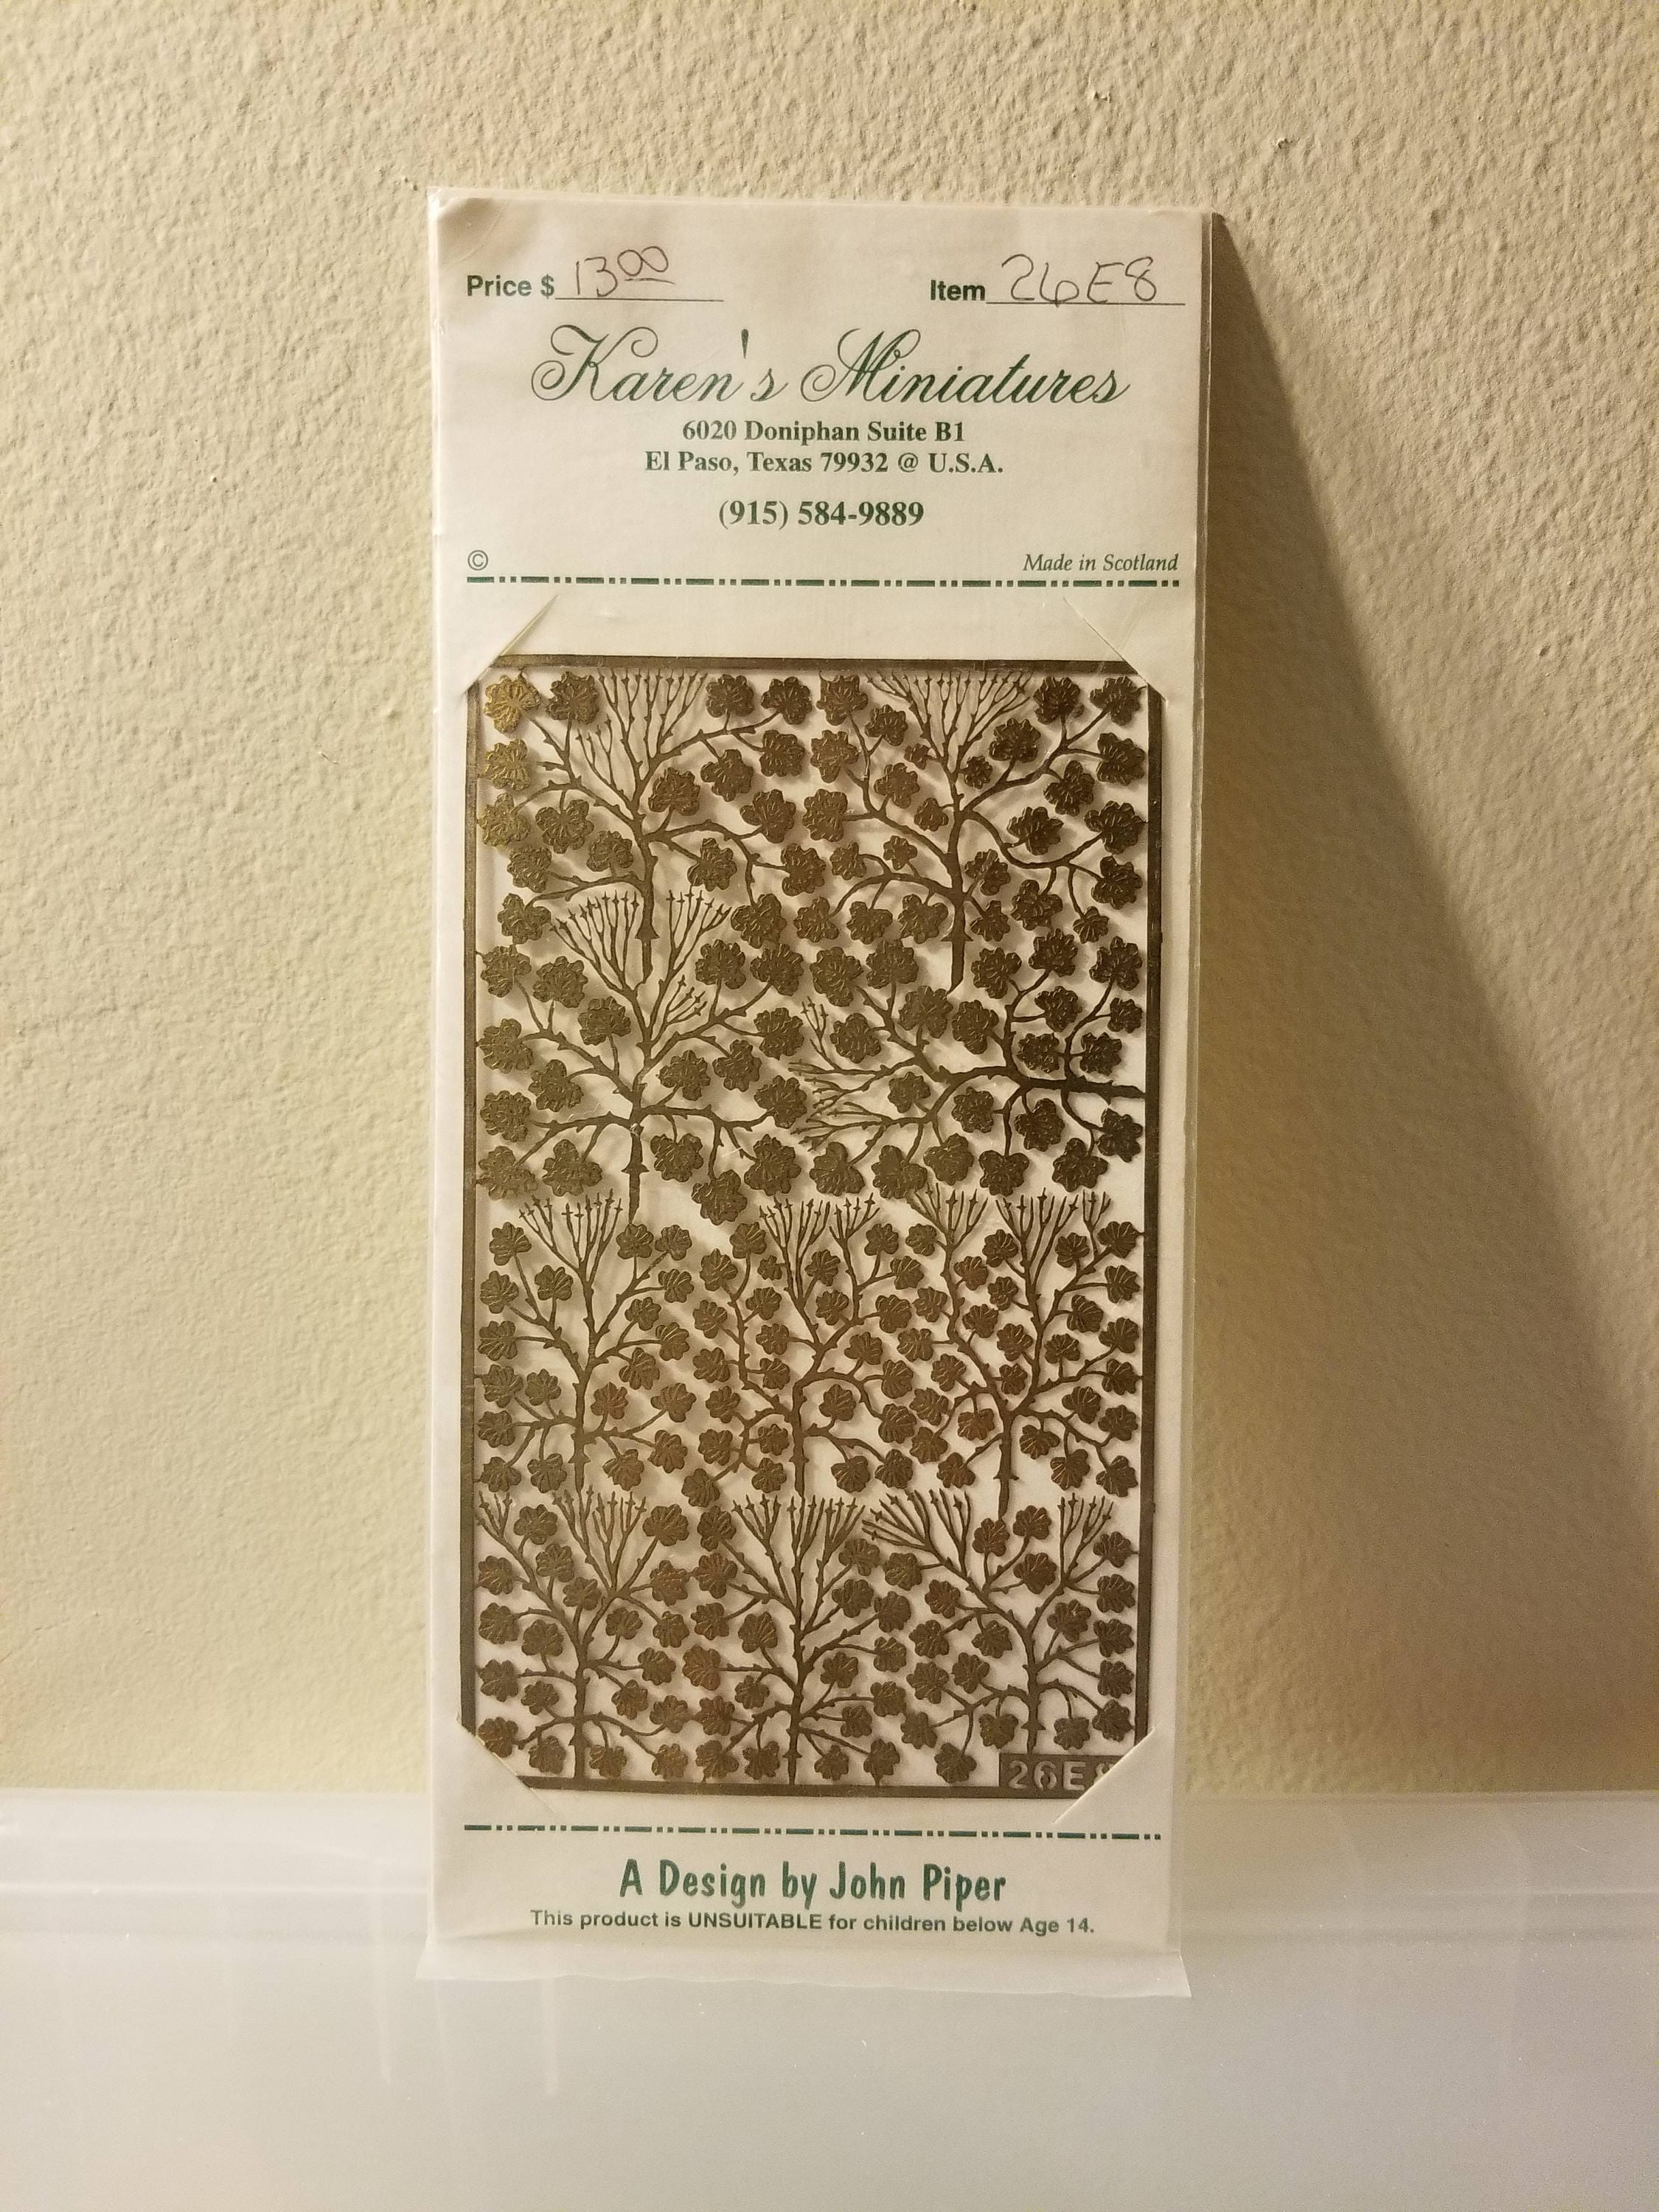 Price $ 13.00
Item 26E8
Karen's Miniatures
6020 Doniphan Suite B1
El Paso, Texas 79932 @ U.S.A.
(915) 584-9889
©
Made in Scotland
26E8
A Design by John Piper
This product is UNSUITABLE for children below Age 14.